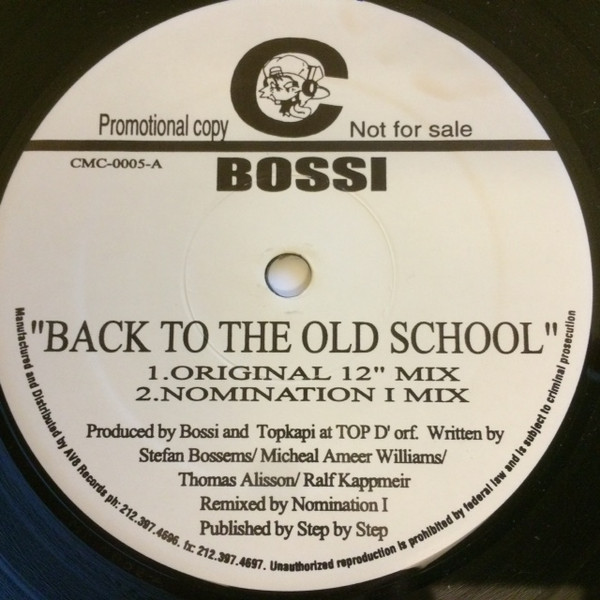 C
Promotional copy Not for sale
CMC-0005-A
BOSSI
"BACK TO THE OLD SCHOOL"
1.ORIGINAL 12" MIX
2.NOMINATION I MIX
Produced by Bossi and Topkapi at TOP D' orf. Written by
Stefan Bossems/ Micheal Ameer Williams/
Thomas Alisson/ Ralf Kappmeir
Remixed by Nomination I
Published by Step by Step
Manufactured and Distributed by AV8 Records ph: 212.397.4696. fx: 212.397.4697. Unauthorized reproduction is prohibited by federal law and is subject to criminal prosecution